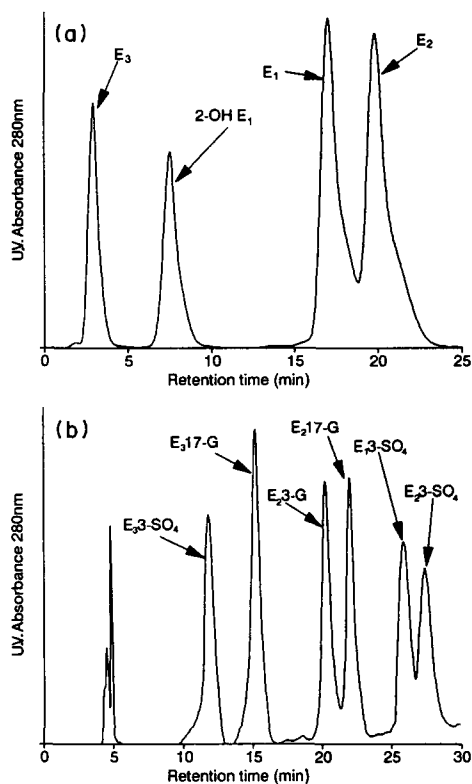 (a)
E3
2-OH E1
E1
E2
U.V. Absorbance 280nm
0 5 10 15 20 25
Retention time (min)
(b)
E317-G
E217-G
E13-SO4
E33-SO4
E23-G
E23-SO4
U.V. Absorbance 280nm
0 5 10 15 20 25 30
Retention time (min)